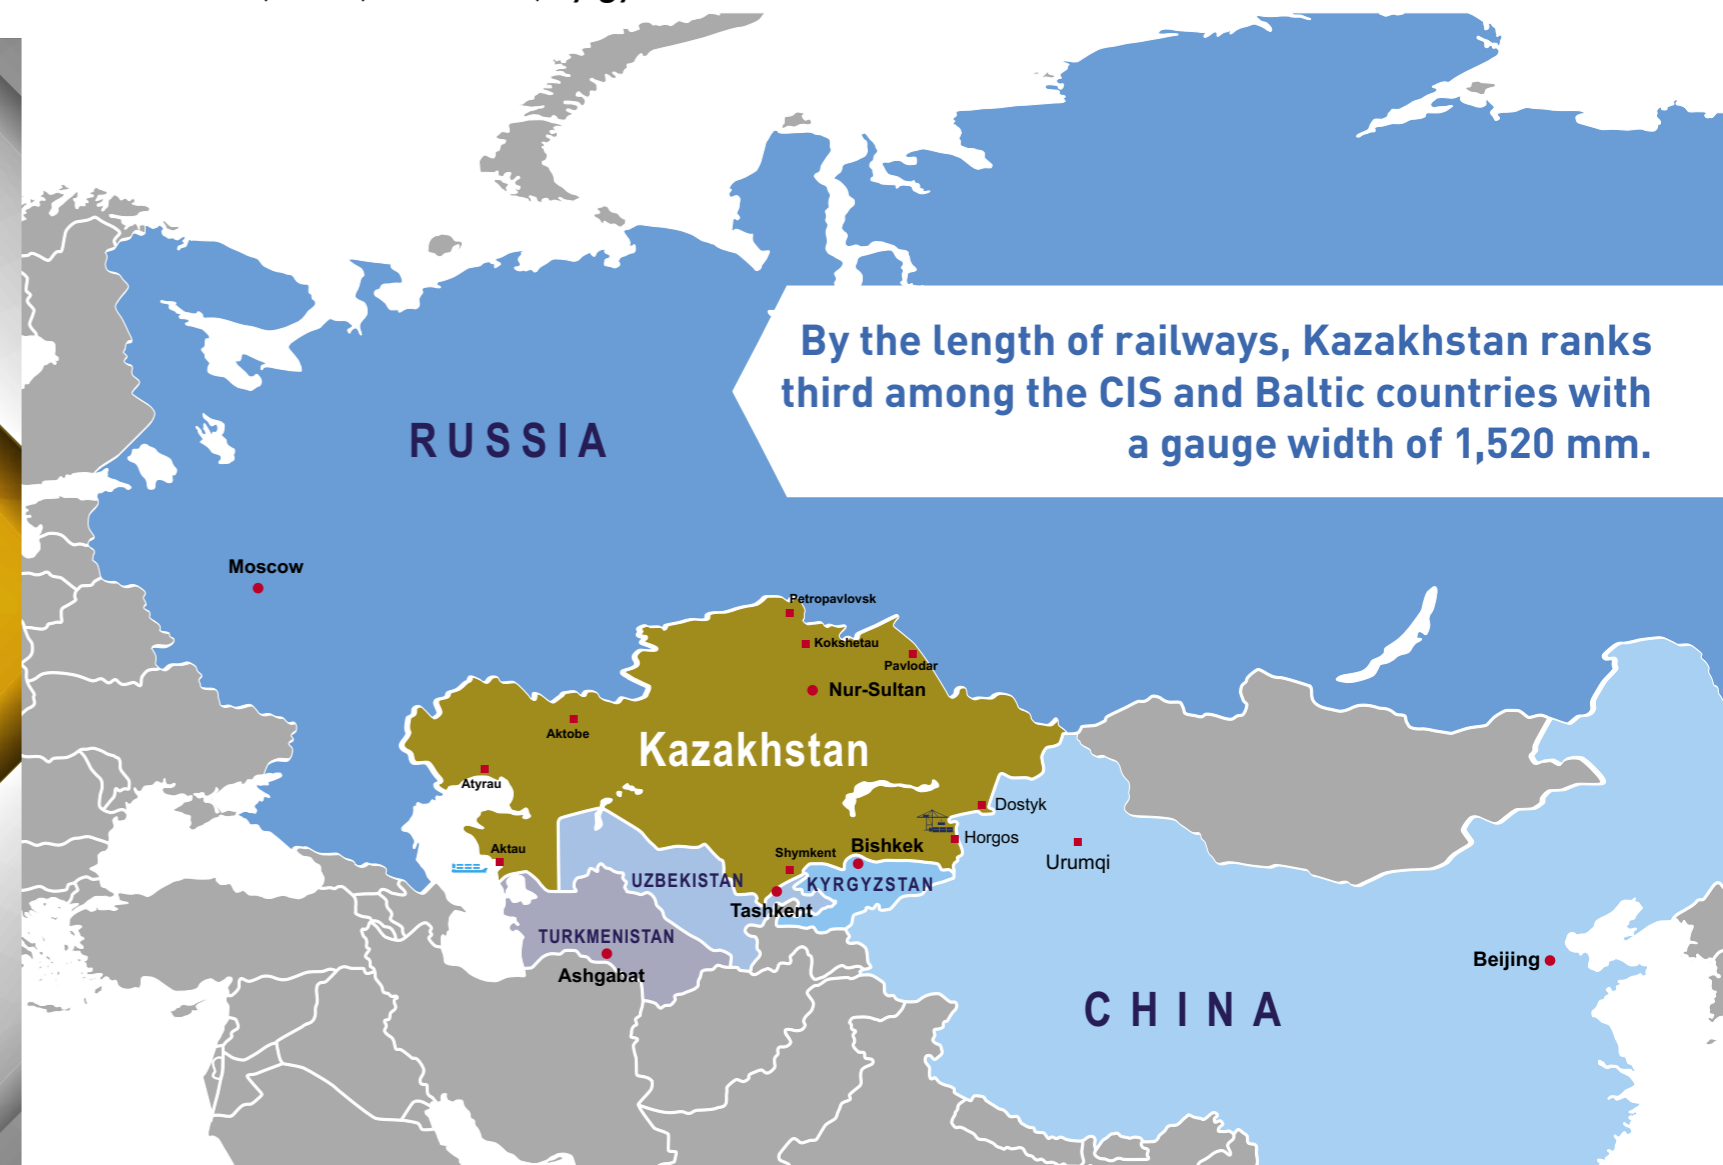 By the length of railways, Kazakhstan ranks
third among the CIS and Baltic countries with
a gauge width of 1,520 mm.
RUSSIA
Moscow
Petropavlovsk
Kokshetau
Pavlodar
Nur-Sultan
Aktobe
Kazakhstan
Atyrau
Dostyk
Horgos
Urumqi
Aktau
Shymkent
Bishkek
UZBEKISTAN
KYRGYZSTAN
Tashkent
TURKMENISTAN
Ashgabat
Beijing
CHINA